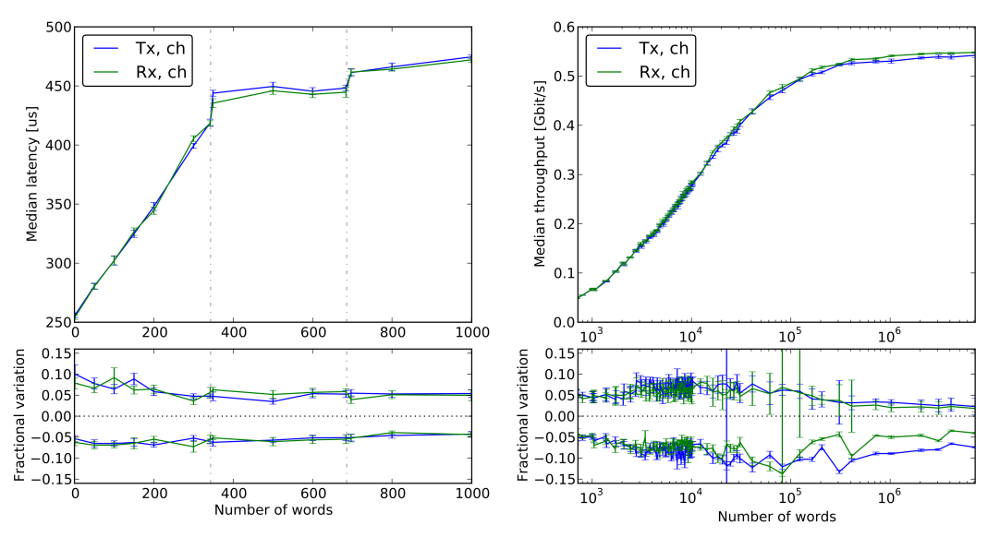 500
450
400
350
300
250
Median latency [us]
Tx, ch
Rx, ch
0 200 400 600 800 1000
0.15
0.10
0.05
0.00
−0.05
−0.10
−0.15
Fractional variation
0 200 400 600 800 1000
Number of words
0.6
0.5
0.4
0.3
0.2
0.1
0.0
Median throughput [Gbit/s]
Tx, ch
Rx, ch
10³ 10⁴ 10⁵ 10⁶
0.15
0.10
0.05
0.00
−0.05
−0.10
−0.15
Fractional variation
10³ 10⁴ 10⁵ 10⁶
Number of words